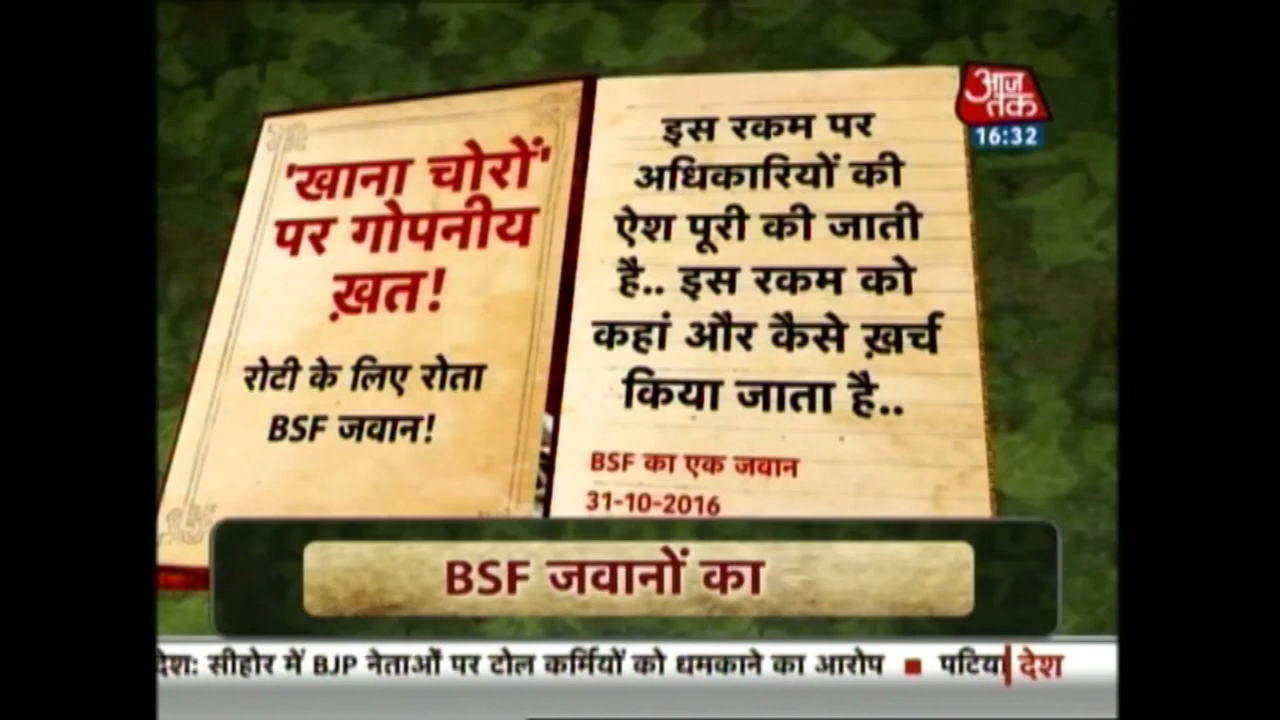 'खाना चोरों'
पर गोपनीय
ख़त!
रोटी के लिए रोता
BSF जवान!
इस रकम पर
अधिकारियों की
ऐश पूरी की जाती
है.. इस रकम को
कहां और कैसे ख़र्च
किया जाता है..
BSF का एक जवान
31-10-2016
आज
तक
16:32
BSF जवानों का
देश: सीहोर में BJP नेताओं पर टोल कर्मियों को धमकाने का आरोप ■ पटिया देश